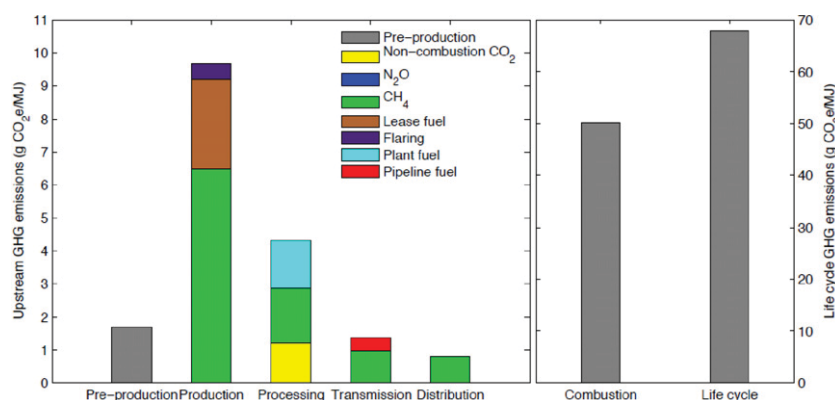 11
10
9
8
7
6
5
4
3
2
1
0
Upstream GHG emissions (g CO₂e/MJ)
Pre-production
Non-combustion CO₂
N₂O
CH₄
Lease fuel
Flaring
Plant fuel
Pipeline fuel
Pre-production Production Processing Transmission Distribution
70
60
50
40
30
20
10
0
Life cycle GHG emissions (g CO₂e/MJ)
Combustion Life cycle